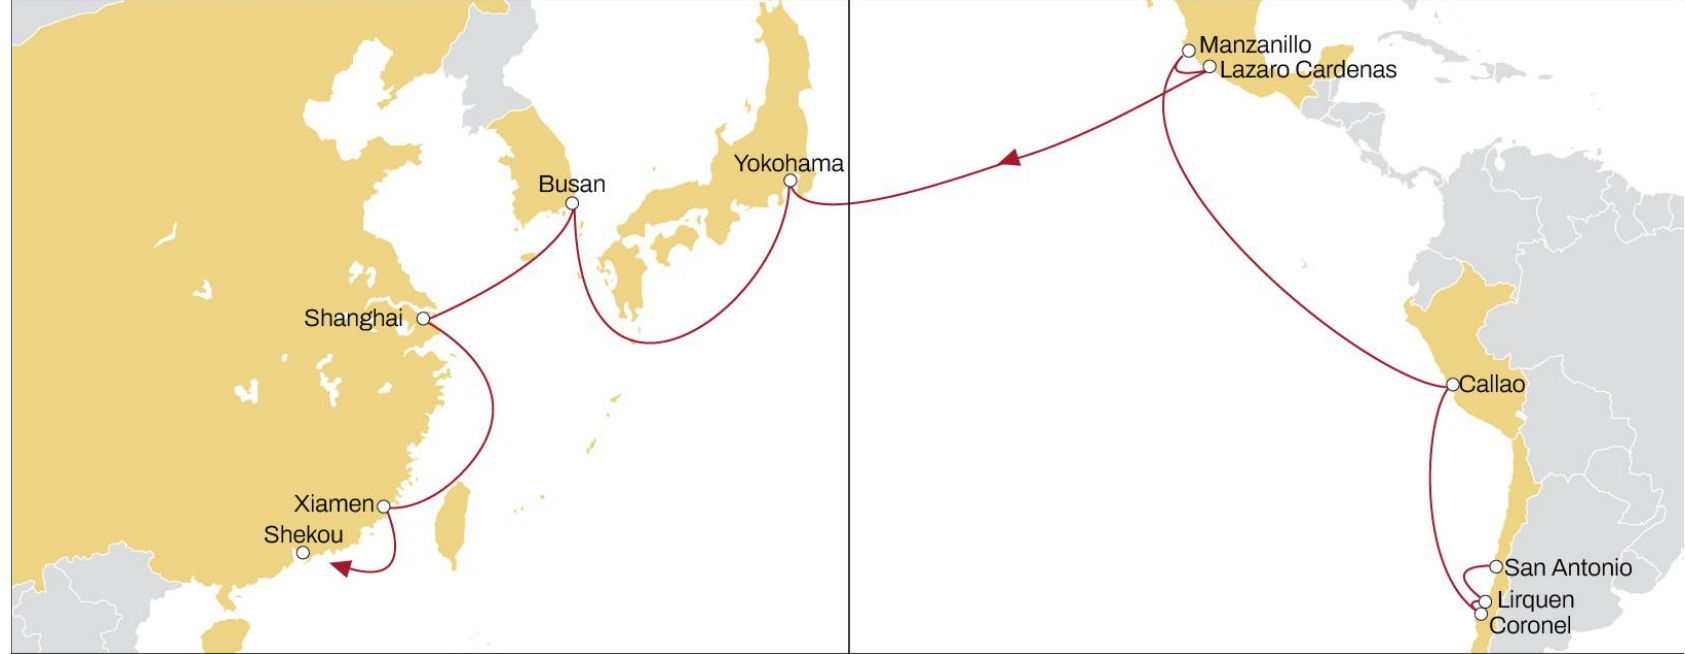 Manzanillo
Lazaro Cardenas
Yokohama
Busan
Shanghai
Callao
Xiamen
Shekou
San Antonio
Lirquen
Coronel